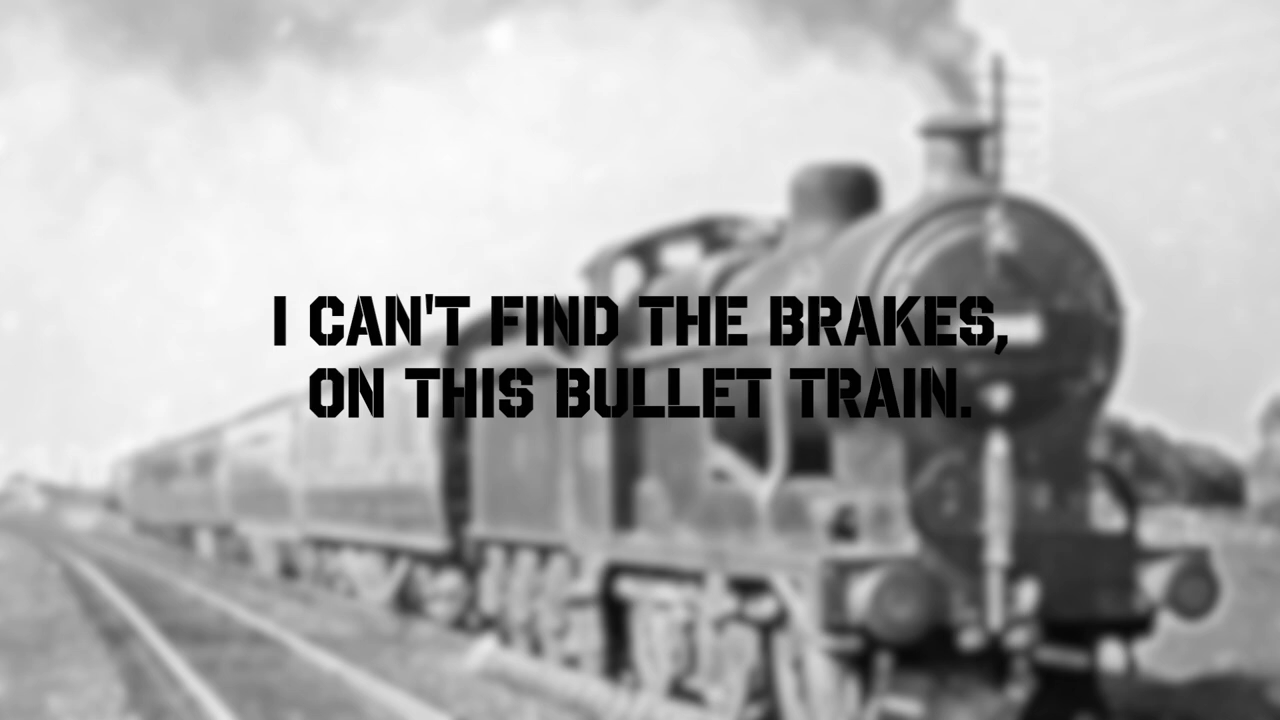 I CAN'T FIND THE BRAKES,
ON THIS BULLET TRAIN.